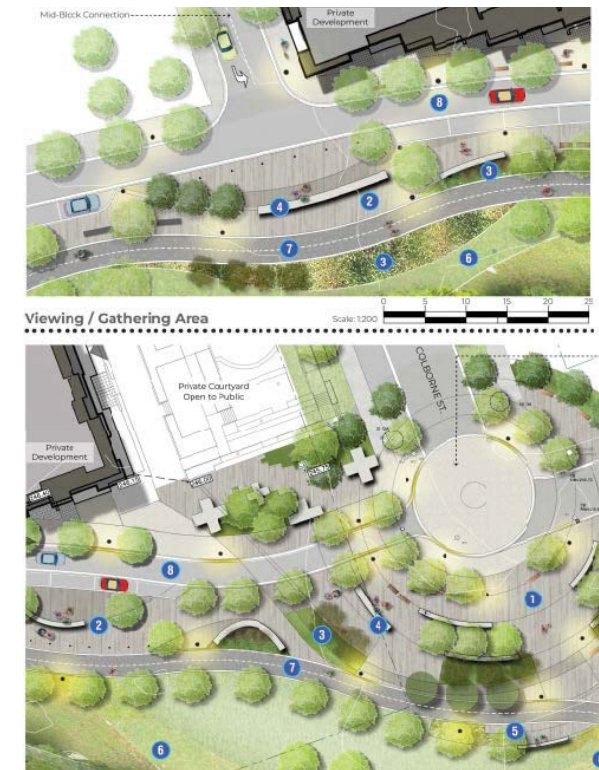 Mid-Block Connection
Private
Development
8
3
4
2
7
3
6
Viewing / Gathering Area
Scale: 1:200
0 5 10 15 20 25
COLBORNE ST.
Private Courtyard
Open to Public
Private
Development
245.75
8
1
2
4
3
7
5
6